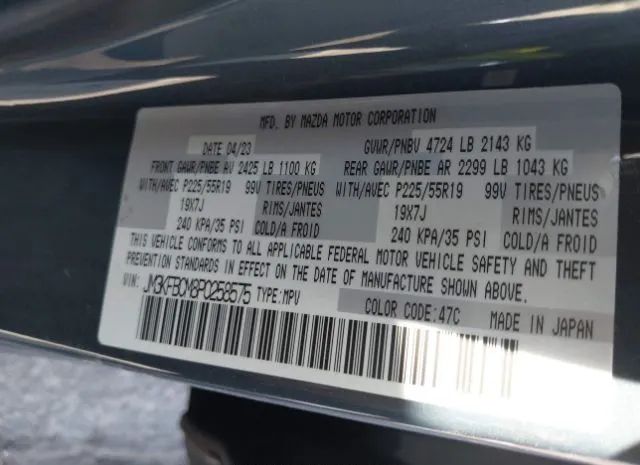 MFD. BY MAZDA MOTOR CORPORATION
DATE 04/23 GVWR/PNBV 4724 LB 2143 KG
FRONT GAWR/PNBE AV 2425 LB 1100 KG REAR GAWR/PNBE AR 2299 LB 1043 KG
WITH/AVEC P225/55R19 99V TIRES/PNEUS WITH/AVEC P225/55R19 99V TIRES/PNEUS
19X7J RIMS/JANTES 19X7J RIMS/JANTES
240 KPA/35 PSI COLD/A FROID 240 KPA/35 PSI COLD/A FROID
THIS VEHICLE CONFORMS TO ALL APPLICABLE FEDERAL MOTOR VEHICLE SAFETY AND THEFT
PREVENTION STANDARDS IN EFFECT ON THE DATE OF MANUFACTURE SHOWN ABOVE.
VIN: JM3KFBCM8P0258575 TYPE:MPV
COLOR CODE:47C MADE IN JAPAN